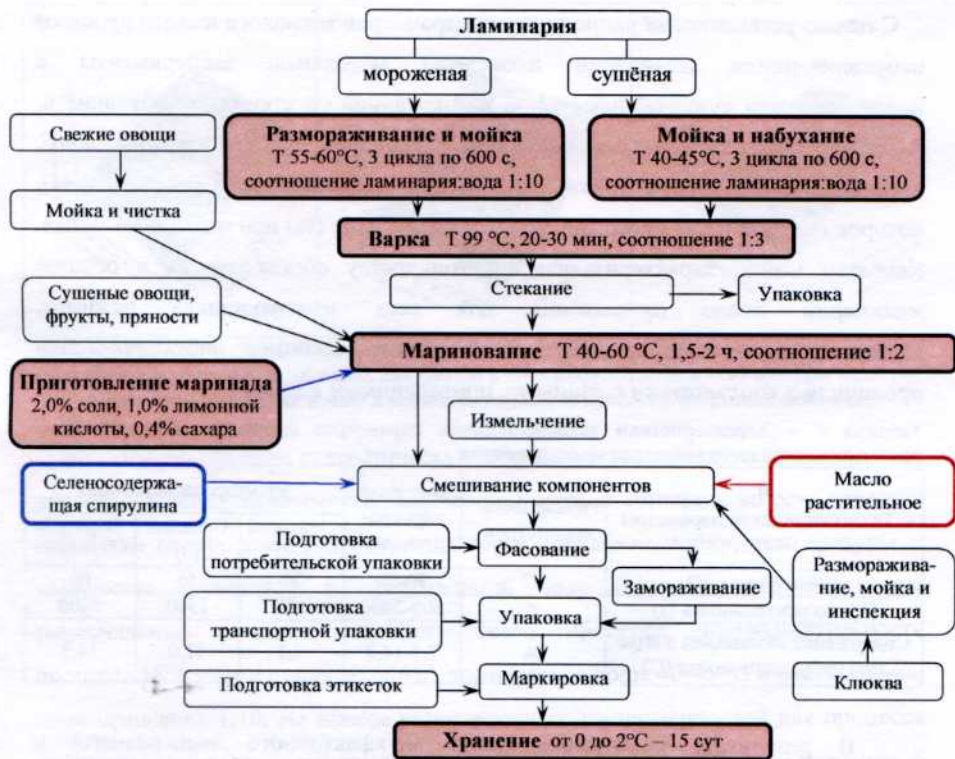 Ламинария
мороженая
сушёная
Свежие овощи
Размораживание и мойка
Т 55-60°С, 3 цикла по 600 с,
соотношение ламинария:вода 1:10
Мойка и набухание
Т 40-45°С, 3 цикла по 600 с,
соотношение ламинария:вода 1:10
Мойка и чистка
Варка Т 99 °С, 20-30 мин, соотношение 1:3
Стекание
Упаковка
Сушеные овощи,
фрукты, пряности
Маринование Т 40-60 °С, 1,5-2 ч, соотношение 1:2
Приготовление маринада
2,0% соли, 1,0% лимонной
кислоты, 0,4% сахара
Измельчение
Селеносодержа-
щая спирулина
Смешивание компонентов
Масло
растительное
Подготовка
потребительской упаковки
Фасование
Замораживание
Разморажива-
ние, мойка и
инспекция
Подготовка
транспортной упаковки
Упаковка
Подготовка этикеток
Маркировка
Клюква
Хранение от 0 до 2°С – 15 сут